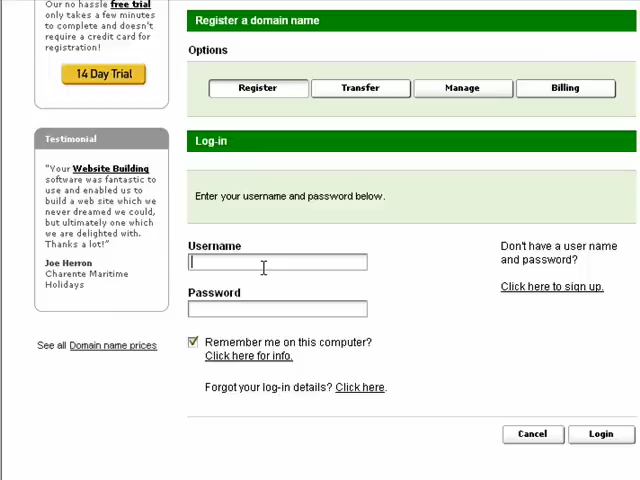 Our no hassle free trial
only takes a few minutes
to complete and doesn't
require a credit card for
registration!
14 Day Trial
Testimonial
"Your Website Building
software was fantastic to
use and enabled us to
build a web site which we
never dreamed we could,
but ultimately one which
we are delighted with.
Thanks a lot!"
Joe Herron
Charente Maritime
Holidays
See all Domain name prices
Register a domain name
Options
Register Transfer Manage Billing
Log-in
Enter your username and password below.
Username
Password
Remember me on this computer?
Click here for info.
Forgot your log-in details? Click here.
Don't have a user name
and password?
Click here to sign up.
Cancel Login